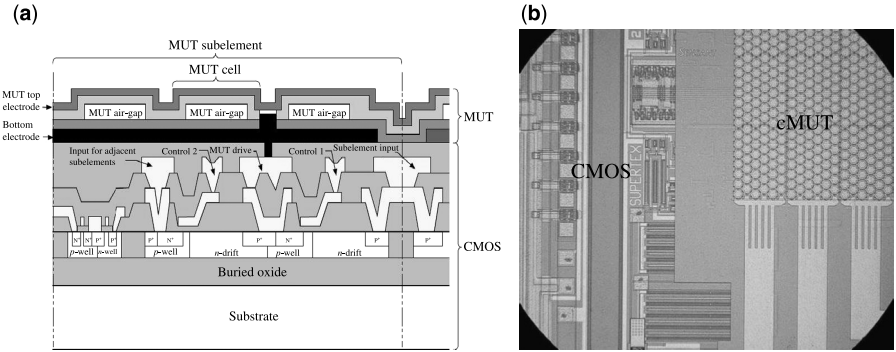 (a)
MUT subelement
MUT cell
MUT top
electrode
MUT air-gap
MUT air-gap
MUT air-gap
MUT
Bottom
electrode
Input for adjacent
subelements
Control 2
MUT drive
Control 1
Subelement input
P+
N+
P+
N+
P+
N+
P+
P+
p-well
n-well
p-well
n-drift
p-well
n-drift
CMOS
Buried oxide
Substrate
(b)
2
CMOS
SUPERTEX
cMUT